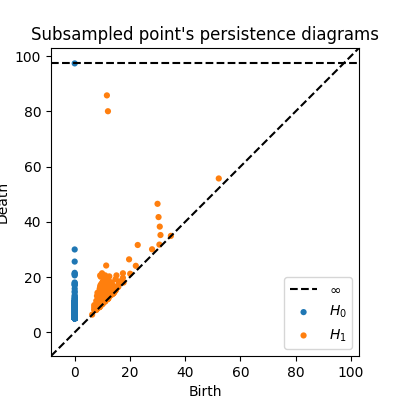 Subsampled point's persistence diagrams
100
80
60
40
20
0
Death
0 20 40 60 80 100
Birth
∞
H₀
H₁